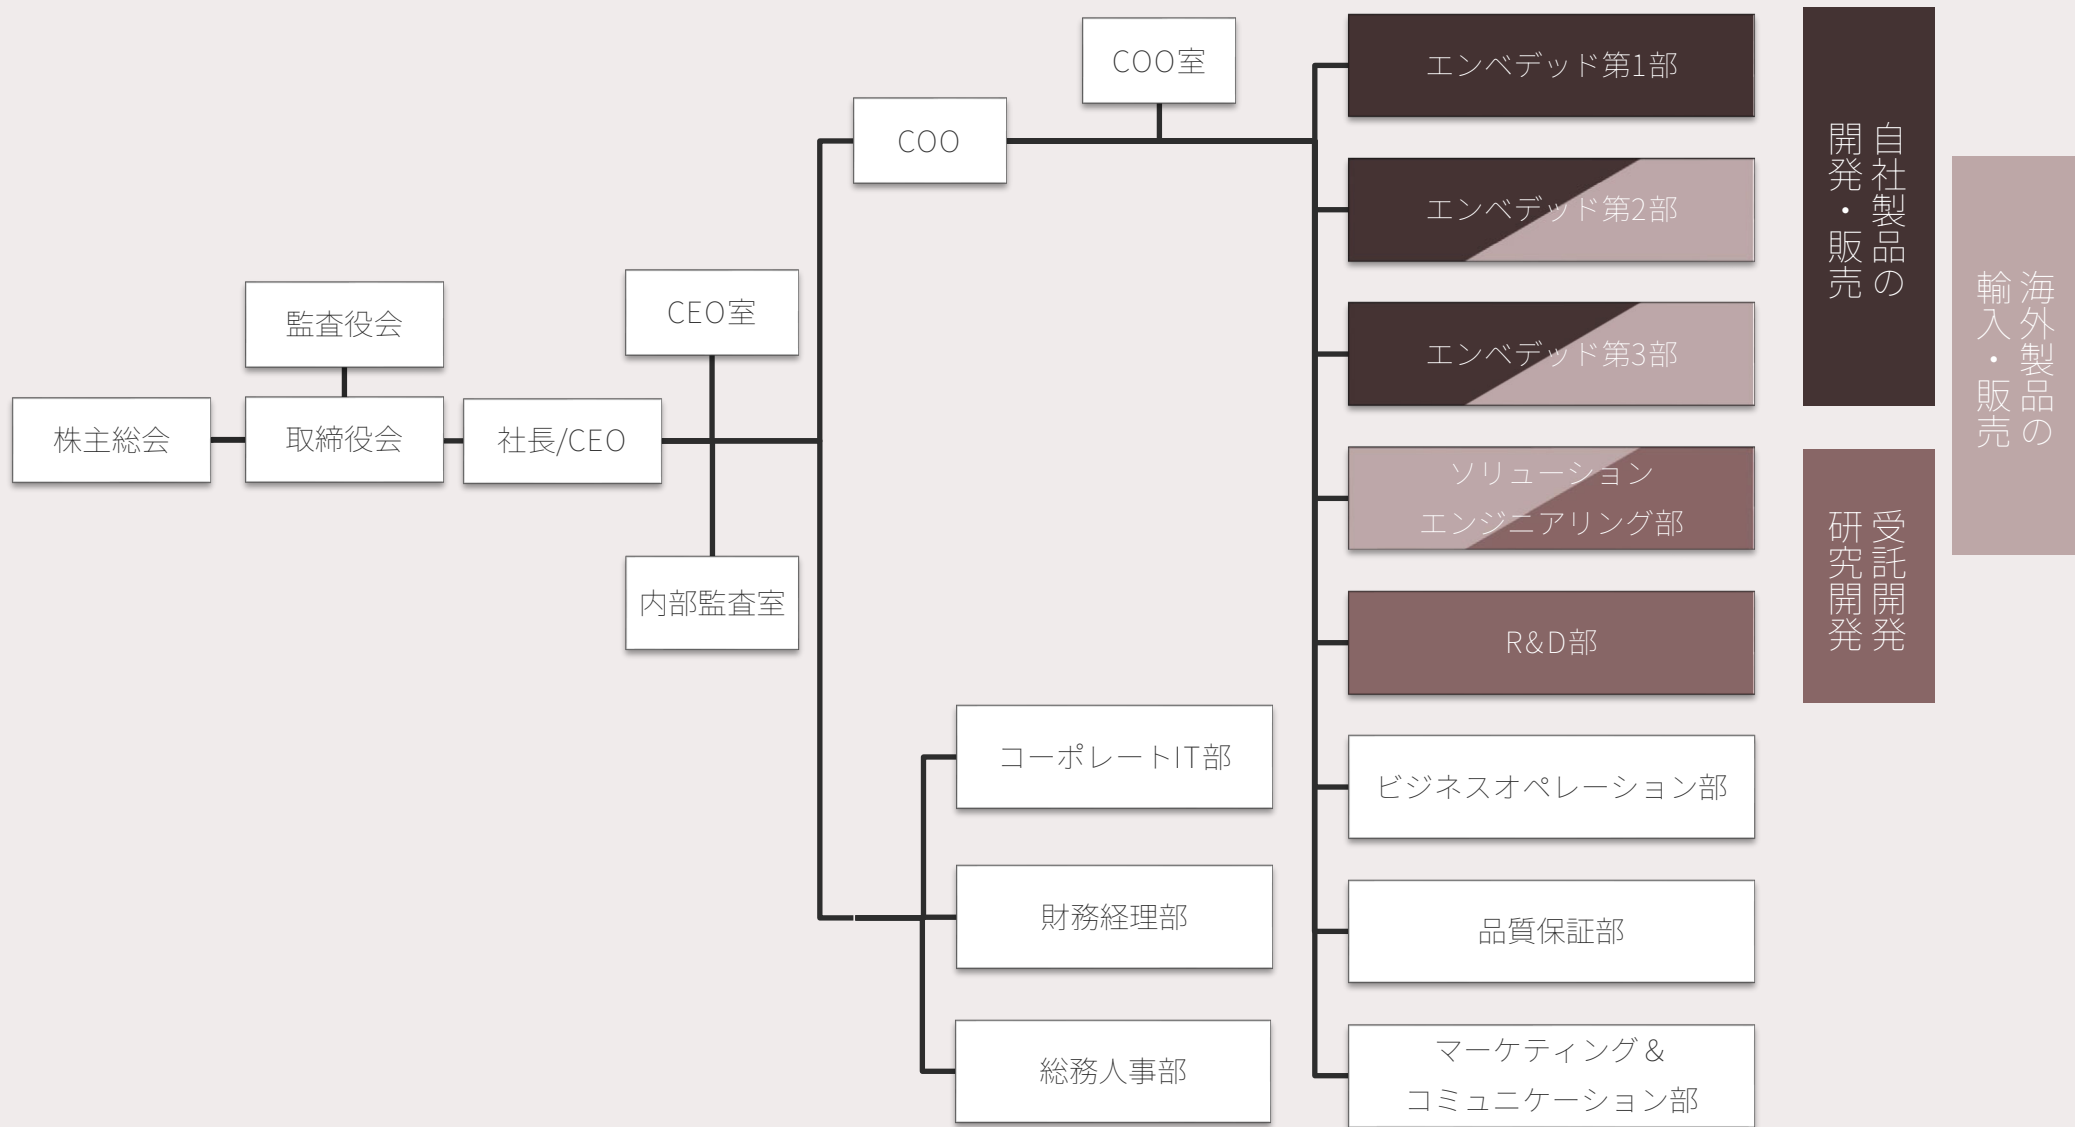 株主総会
監査役会
取締役会
社長/CEO
CEO室
内部監査室
COO
COO室
コーポレートIT部
財務経理部
総務人事部
エンベデッド第1部
エンベデッド第2部
エンベデッド第3部
ソリューション
エンジニアリング部
R&D部
ビジネスオペレーション部
品質保証部
マーケティング＆
コミュニケーション部
自社製品の
開発・販売
受託開発
研究開発
海外製品の
輸入・販売